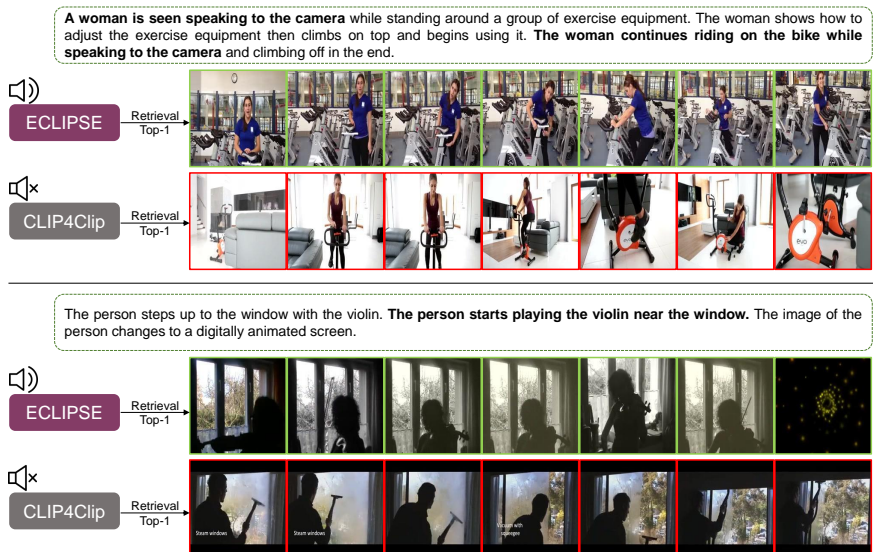 A woman is seen speaking to the camera while standing around a group of exercise equipment. The woman shows how to
adjust the exercise equipment then climbs on top and begins using it. The woman continues riding on the bike while
speaking to the camera and climbing off in the end.
ECLIPSE
Retrieval
Top-1
CLIP4Clip
Retrieval
Top-1
evo
evo
The person steps up to the window with the violin. The person starts playing the violin near the window. The image of the
person changes to a digitally animated screen.
ECLIPSE
Retrieval
Top-1
CLIP4Clip
Retrieval
Top-1
Steam windows
Steam windows
Vacuum with
squeegee